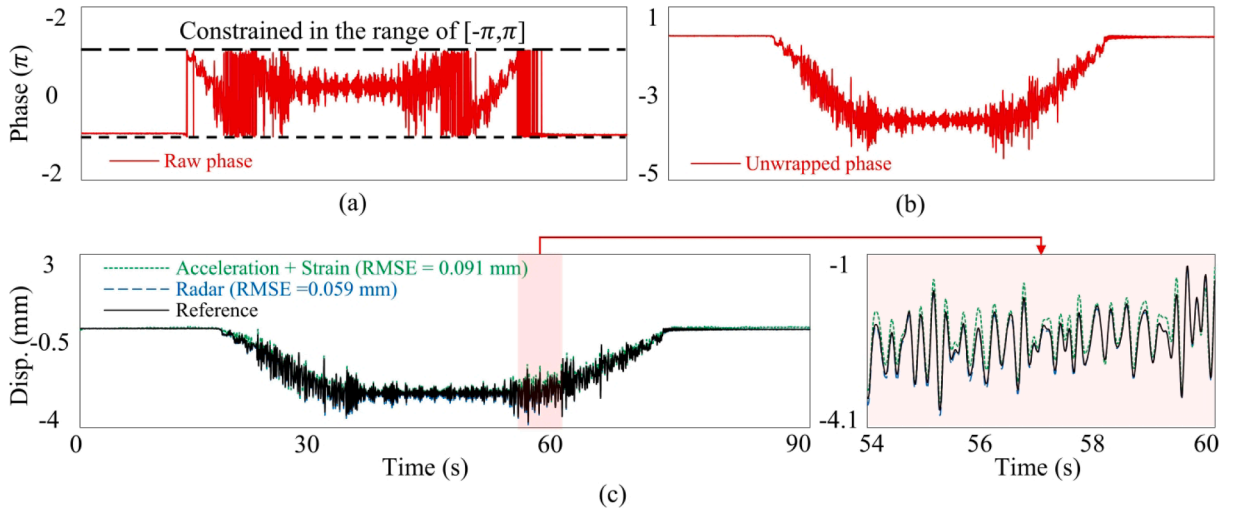 -2
Constrained in the range of [-π,π]
0
Phase (π)
2
Raw phase
(a)
1
-3
-5
Unwrapped phase
(b)
3
Acceleration + Strain (RMSE = 0.091 mm)
Radar (RMSE =0.059 mm)
Reference
-0.5
Disp. (mm)
-4
0 30 60 90
Time (s)
-1
-4.1
54 56 58 60
Time (s)
(c)